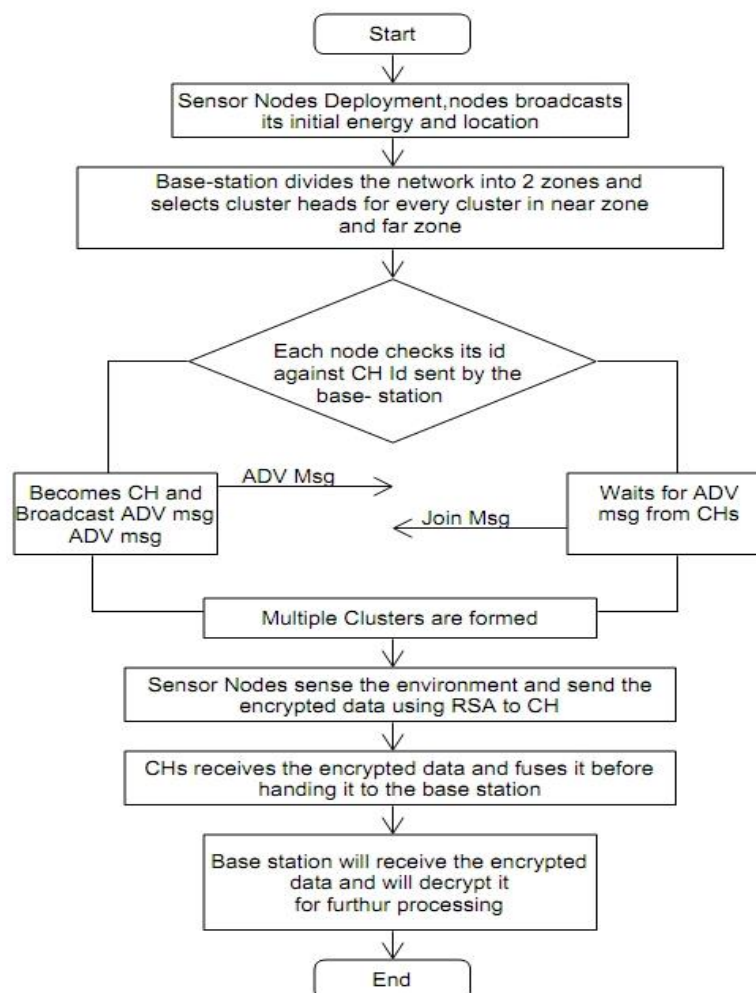 Start
Sensor Nodes Deployment,nodes broadcasts
its initial energy and location
Base-station divides the network into 2 zones and
selects cluster heads for every cluster in near zone
and far zone
Each node checks its id
against CH Id sent by the
base- station
ADV Msg
Becomes CH and
Broadcast ADV msg
ADV msg
Join Msg
Waits for ADV
msg from CHs
Multiple Clusters are formed
Sensor Nodes sense the environment and send the
encrypted data using RSA to CH
CHs receives the encrypted data and fuses it before
handing it to the base station
Base station will receive the encrypted
data and will decrypt it
for furthur processing
End